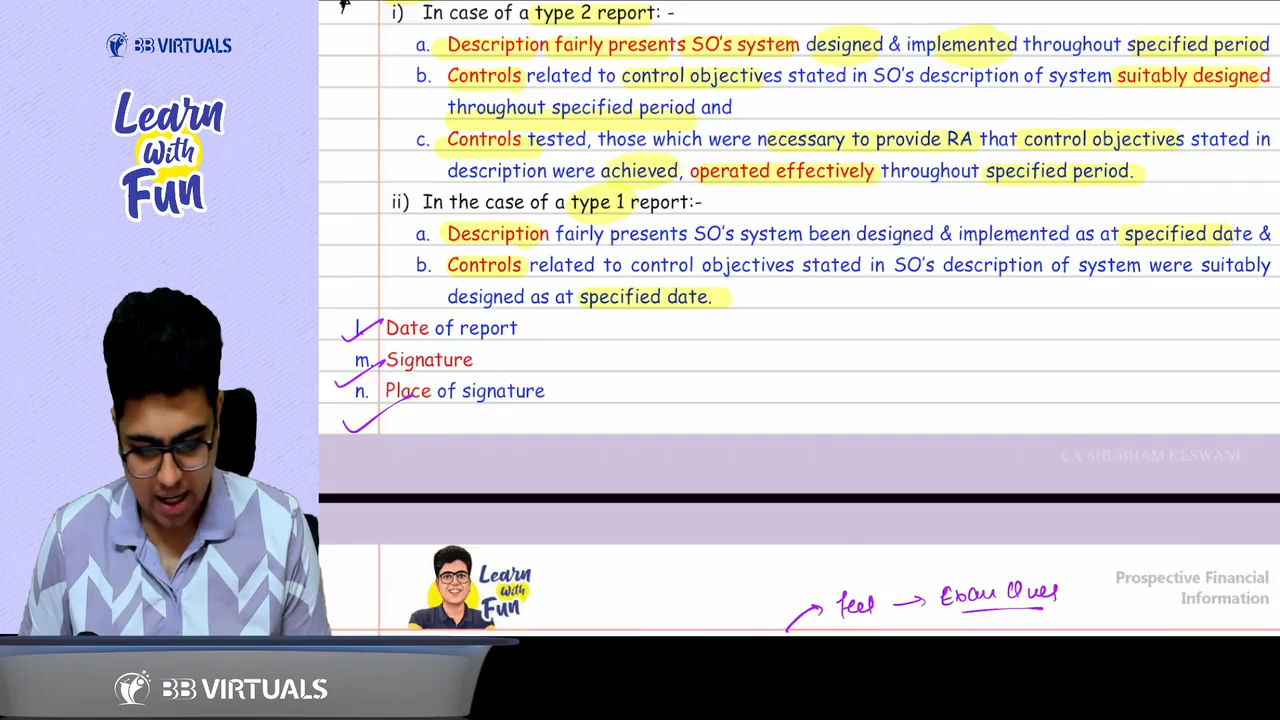 BB VIRTUALS
Learn
With
Fun
i) In case of a type 2 report: -
a. Description fairly presents SO's system designed & implemented throughout specified period
b. Controls related to control objectives stated in SO's description of system suitably designed
throughout specified period and
c. Controls tested, those which were necessary to provide RA that control objectives stated in
description were achieved, operated effectively throughout specified period.
ii) In the case of a type 1 report:-
a. Description fairly presents SO's system been designed & implemented as at specified date &
b. Controls related to control objectives stated in SO's description of system were suitably
designed as at specified date.
l. Date of report
m. Signature
n. Place of signature
CA SHUBHAM KESWANI
Learn
With
Fun
Prospective Financial
Information
→ Exam Ques
BB VIRTUALS